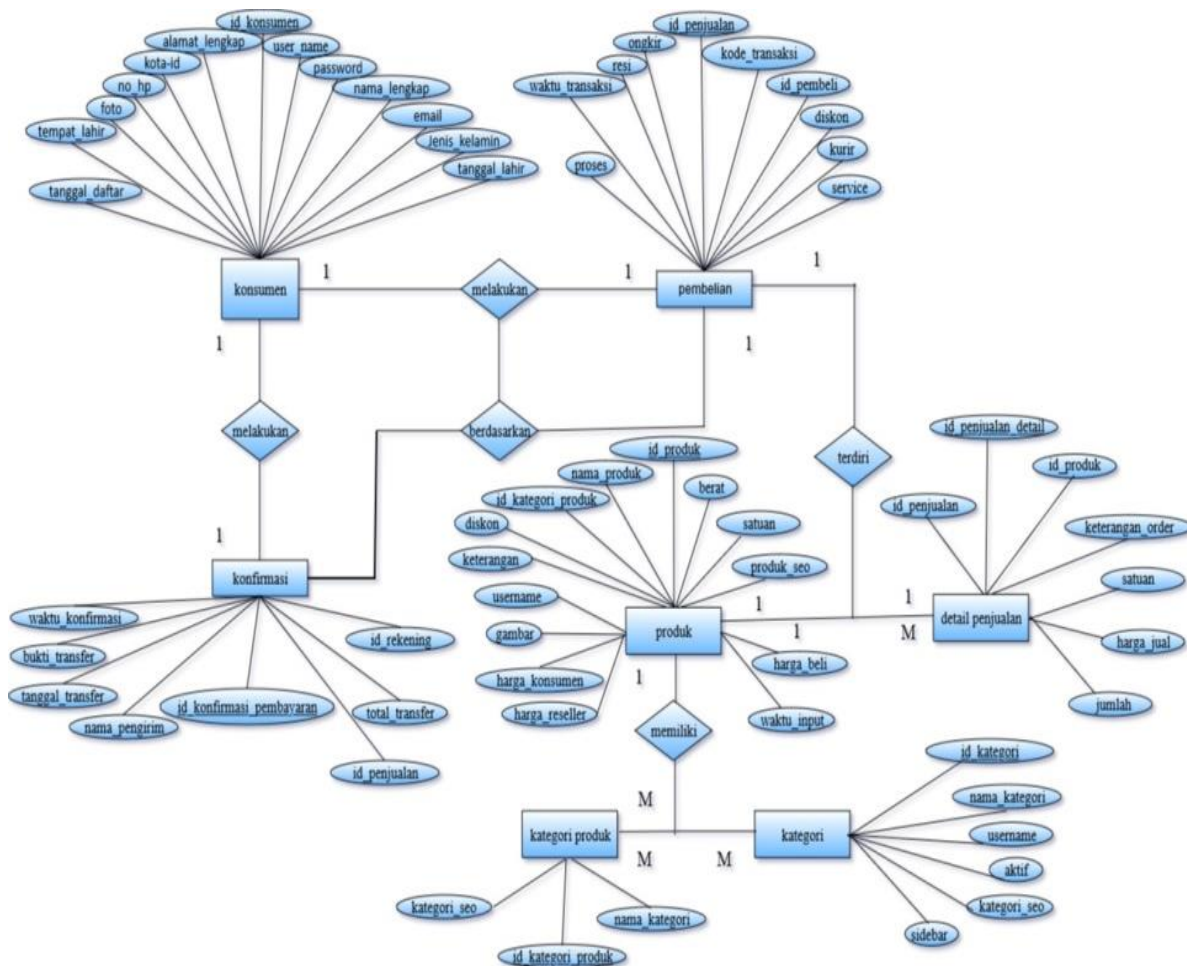 id_konsumen
alamat_lengkap
user_name
kota-id
password
no_hp
nama_lengkap
foto
email
tempat_lahir
Jenis_kelamin
tanggal_lahir
tanggal_daftar
id_penjualan
ongkir
kode_transaksi
resi
id_pembeli
waktu_transaksi
diskon
kurir
proses
service
konsumen
1
melakukan
1
pembelian
1
1
1
melakukan
berdasarkan
terdiri
id_produk
nama_produk
berat
id_kategori_produk
satuan
diskon
keterangan
produk_seo
username
gambar
harga_konsumen
harga_reseller
harga_beli
waktu_input
produk
1
1
1
M
detail penjualan
id_penjualan_detail
id_produk
id_penjualan
keterangan_order
satuan
harga_jual
jumlah
1
konfirmasi
waktu_konfirmasi
bukti_transfer
tanggal_transfer
nama_pengirim
id_konfirmasi_pembavaran
id_penjualan
total_transfer
id_rekening
1
memiliki
M
kategori produk
M
M
kategori
kategori_seo
id_kategori_produk
nama_kategori
id_kategori
nama_kategori
username
aktif
kategori_seo
sidebar